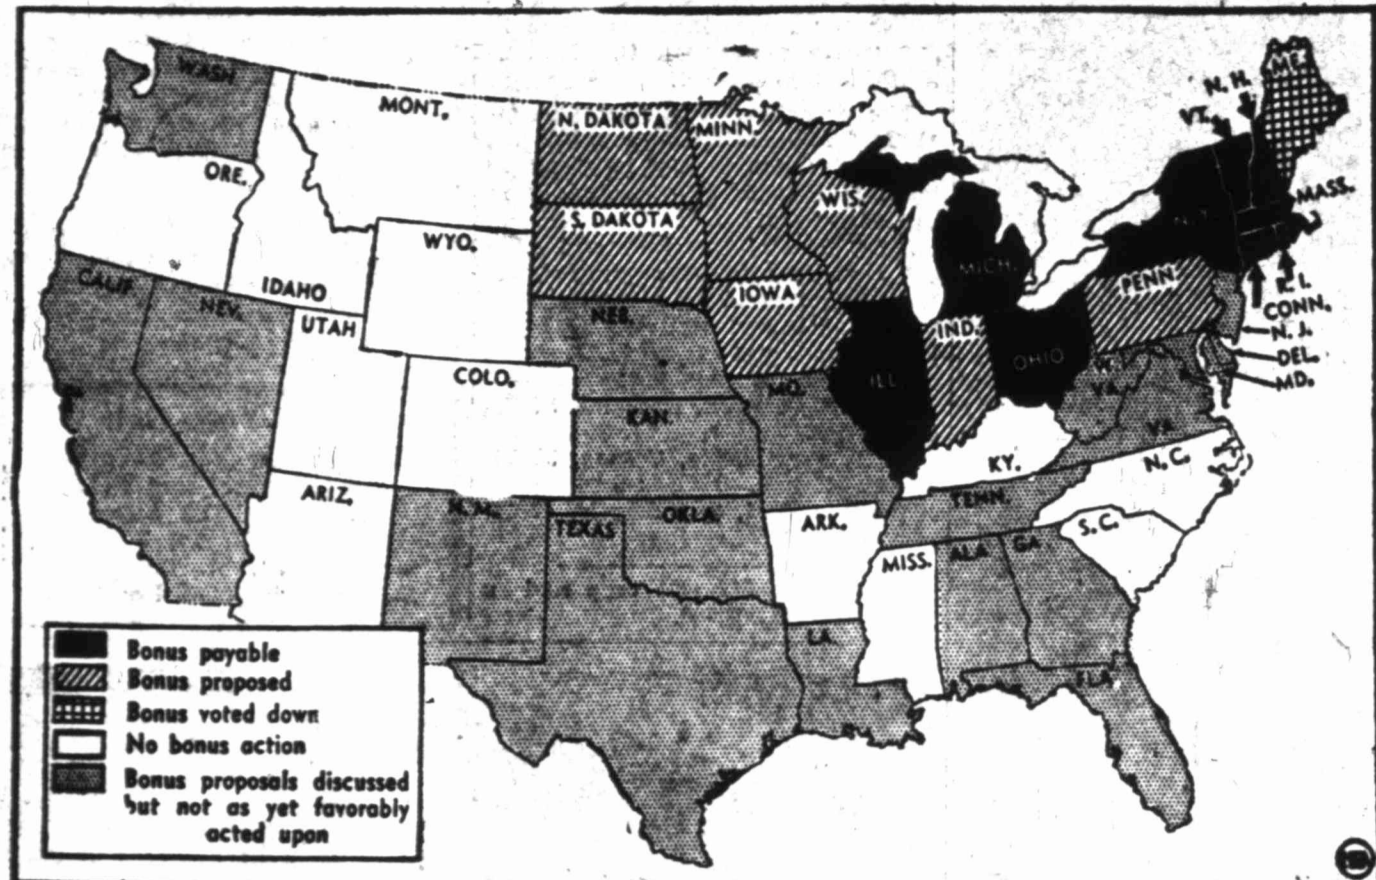 WASH
MONT.
N. DAKOTA
MINN.
N. H.
ME.
VT.
ORE.
S. DAKOTA
WIS.
MASS.
WYO.
N.Y.
MICH.
CALIF.
NEV.
IDAHO
IOWA
PENN.
R. I.
CONN.
UTAH
NEB.
IND.
N. J.
COLO.
ILL
OHIO
DEL.
MO.
W.
VA.
MD.
KAN.
VA.
KY.
N. C.
ARIZ.
N. M.
OKLA.
TENN.
TEXAS
ARK.
S. C.
MISS.
ALA
GA
LA.
FLA
Bonus payable
Bonus proposed
Bonus voted down
No bonus action
Bonus proposals discussed
but not as yet favorably
acted upon